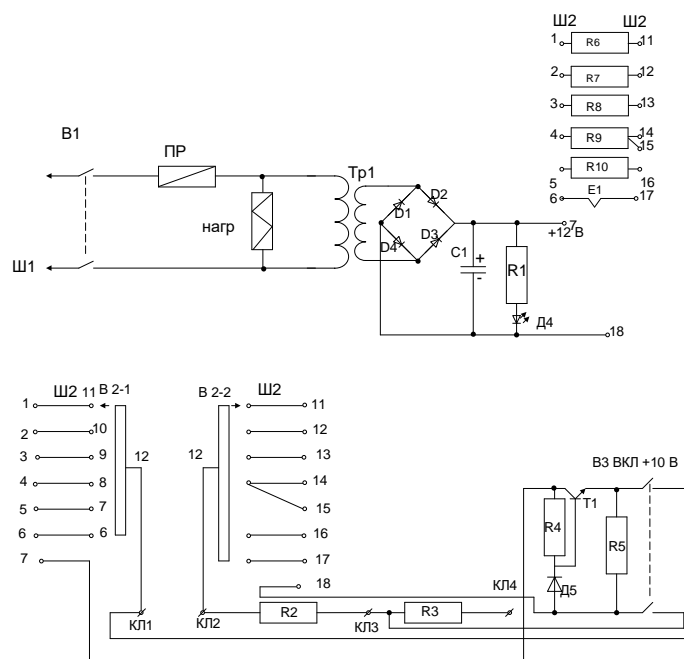 Ш2 Ш2
1 R6 11
2 R7 12
3 R8 13
4 R9 14
15
R10
5 16
6 E1 17
В1
ПР
Тр1
нагр
D1 D2
D4 D3
C1 +
-
R1
7
+12 В
Ш1
Д4
18
Ш2 11 В 2-1
1
2 10
3 9
4 8
5 7
6 6
7
12
В 2-2 Ш2
11
12
13
14
15
16
17
18
12
КЛ1
КЛ2
R2
КЛ3
R3
КЛ4
В3 ВКЛ +10 В
Т1
R4
R5
Д5